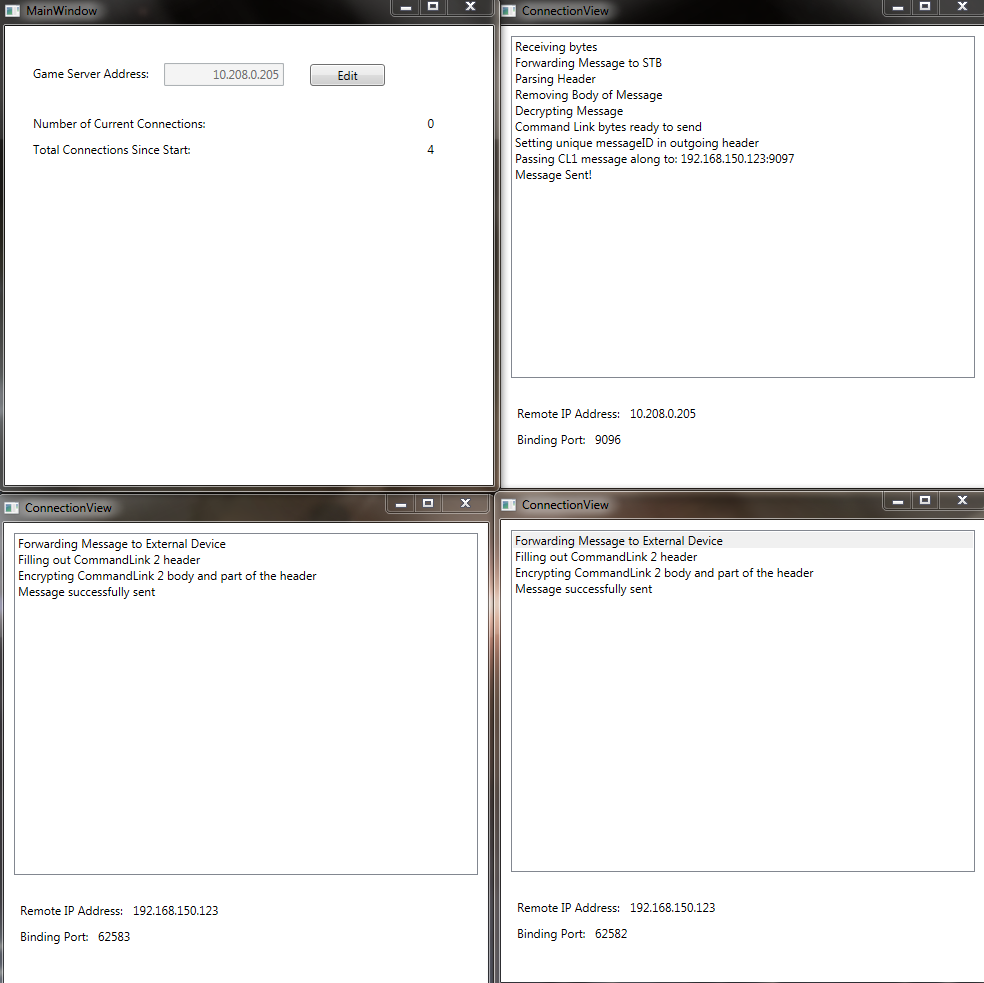 MainWindow
Game Server Address: 10.208.0.205 Edit
Number of Current Connections: 0
Total Connections Since Start: 4
ConnectionView
Receiving bytes
Forwarding Message to STB
Parsing Header
Removing Body of Message
Decrypting Message
Command Link bytes ready to send
Setting unique messageID in outgoing header
Passing CL1 message along to: 192.168.150.123:9097
Message Sent!
Remote IP Address: 10.208.0.205
Binding Port: 9096
ConnectionView
Forwarding Message to External Device
Filling out CommandLink 2 header
Encrypting CommandLink 2 body and part of the header
Message successfully sent
Remote IP Address: 192.168.150.123
Binding Port: 62583
ConnectionView
Forwarding Message to External Device
Filling out CommandLink 2 header
Encrypting CommandLink 2 body and part of the header
Message successfully sent
Remote IP Address: 192.168.150.123
Binding Port: 62582